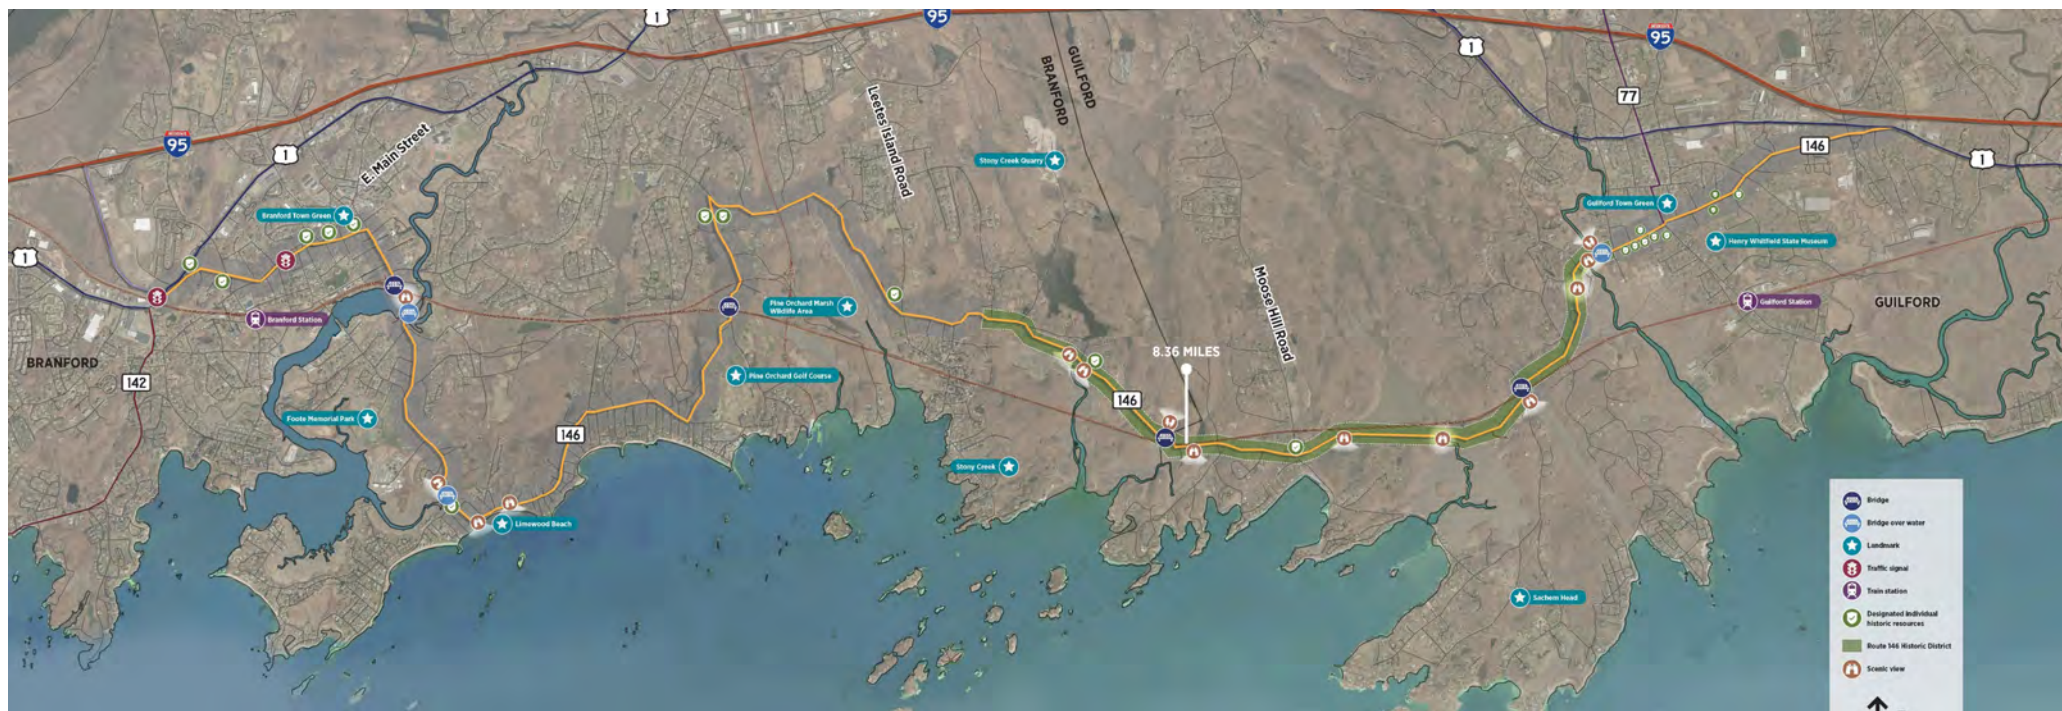 1
95
95
1
77
146
1
GUILFORD
BRANFORD
Leetes Island Road
Stony Creek Quarry
95
1
E. Main Street
Branford Town Green
Guilford Town Green
Henry Whitfield State Museum
1
Moose Hill Road
Branford Station
Pine Orchard Marsh
Wildlife Area
Guilford Station
GUILFORD
BRANFORD
142
8.36 MILES
Pine Orchard Golf Course
146
Foote Memorial Park
146
Stony Creek
Limewood Beach
Sachem Head
Bridge
Bridge over water
Landmark
Traffic signal
Train station
Designated individual
historic resources
Route 146 Historic District
Scenic view